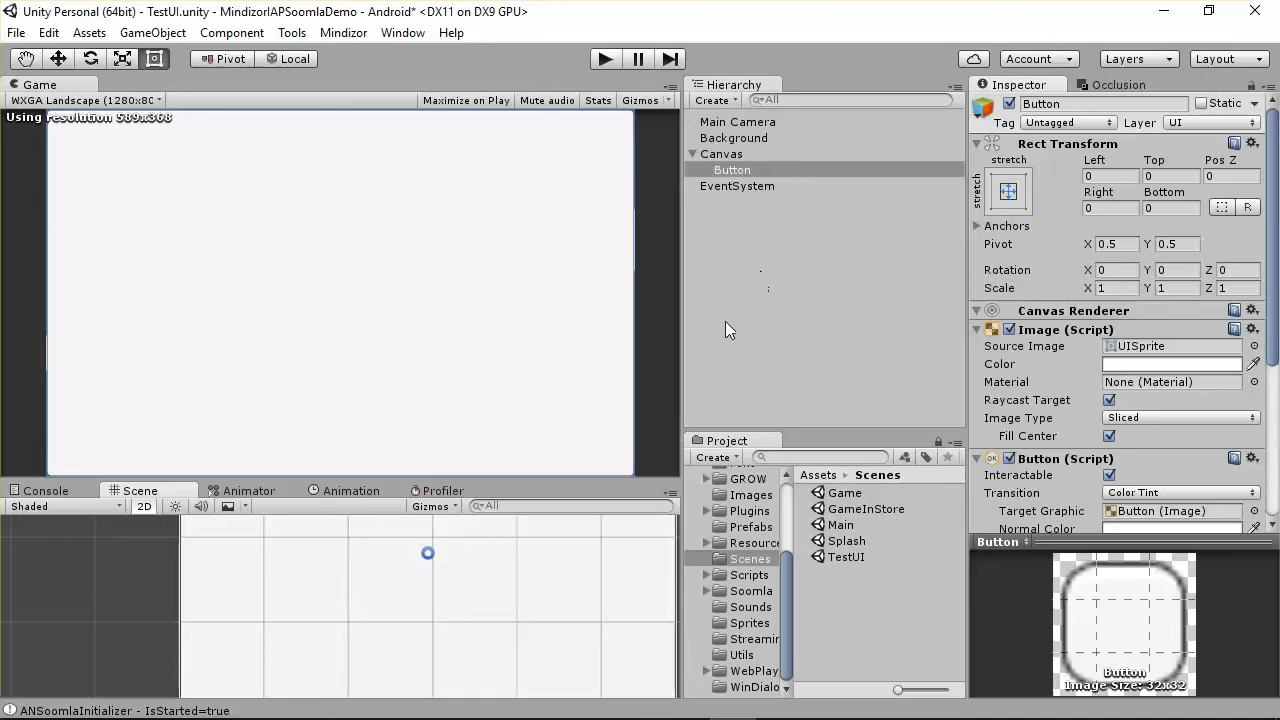 Unity Personal (64bit) - TestUI.unity - MindizorIAPSoomlaDemo - Android* <DX11 on DX9 GPU>
File Edit Assets GameObject Component Tools Mindizor Window Help
Pivot Local Account Layers Layout
Game
WXGA Landscape (1280x80 Maximize on Play Mute audio Stats Gizmos
Using resolution 589x368
Hierarchy
Create All
Main Camera
Background
Canvas
Button
EventSystem
Inspector Occlusion
Button Static
Tag Untagged Layer UI
Rect Transform
stretch Left Top Pos Z
stretch 0 0 0
Right Bottom
0 0 R
Anchors
Pivot X 0.5 Y 0.5
Rotation X 0 Y 0 Z 0
Scale X 1 Y 1 Z 1
Canvas Renderer
Image (Script)
Source Image UISprite
Color
Material None (Material)
Raycast Target
Image Type Sliced
Fill Center
OK Button (Script)
Interactable
Transition Color Tint
Target Graphic Button (Image)
Normal Color
Button
Button
Image Size: 32x32
Project
Create
GROW
Images
Plugins
Prefabs
Resource
Scenes
Scripts
Soomla
Sounds
Sprites
Streamin
Utils
WebPlay
WinDialo
Assets Scenes
Game
GameInStore
Main
Splash
TestUI
Console Scene Animator Animation Profiler
Shaded 2D Gizmos All
ANSoomlaInitializer - IsStarted=true